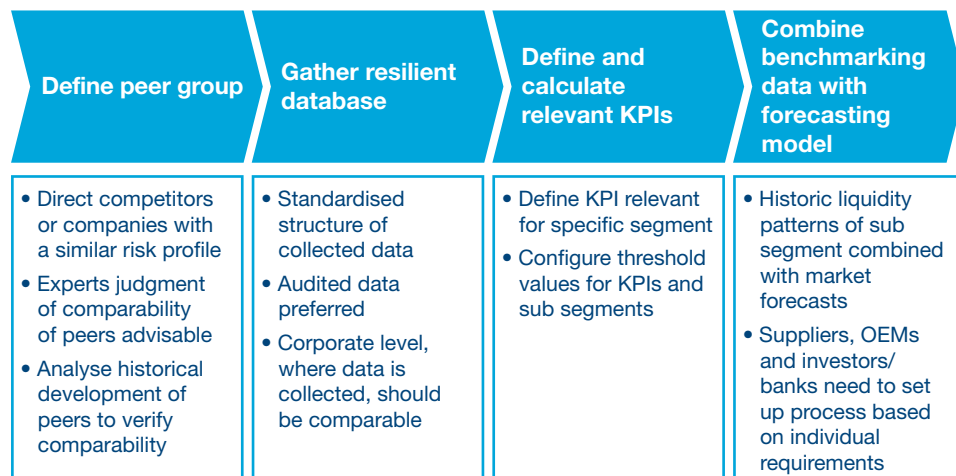 Define peer group
Gather resilient
database
Define and
calculate
relevant KPIs
Combine
benchmarking
data with
forecasting
model
• Direct competitors
or companies with
a similar risk profile
• Experts judgment
of comparability
of peers advisable
• Analyse historical
development of
peers to verify
comparability
• Standardised
structure of
collected data
• Audited data
preferred
• Corporate level,
where data is
collected, should
be comparable
• Define KPI relevant
for specific segment
• Configure threshold
values for KPIs and
sub segments
• Historic liquidity
patterns of sub
segment combined
with market
forecasts
• Suppliers, OEMs
and investors/
banks need to set
up process based
on individual
requirements